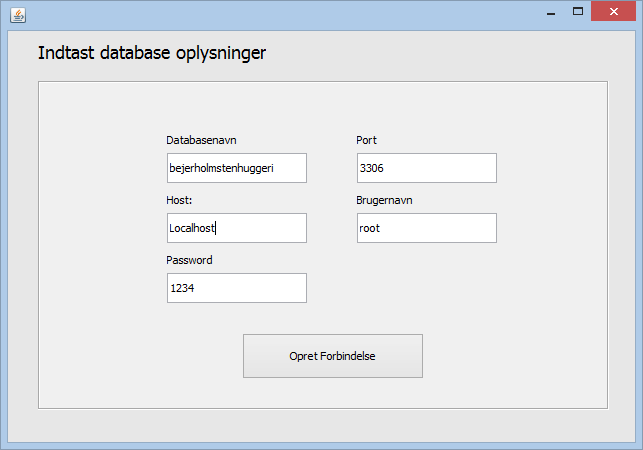 Indtast database oplysninger
Databasenavn
Port
bejerholmstenhuggeri
3306
Host:
Brugernavn
Localhost
root
Password
1234
Opret Forbindelse